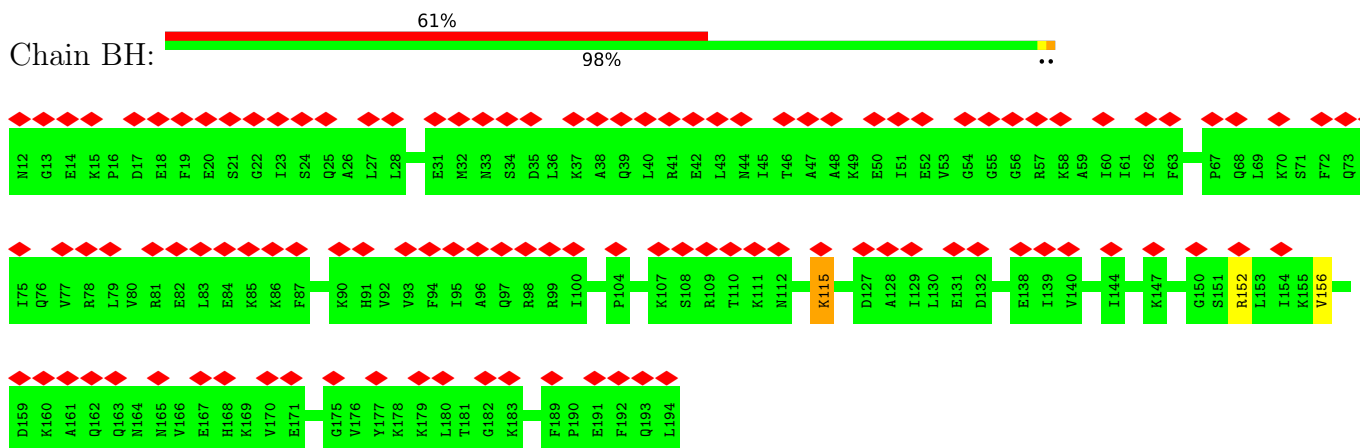 61%
Chain BH:
98%
••
N12 G13 E14 K15 P16 D17 E18 F19 E20 S21 G22 I23 S24 Q25 A26 L27 L28 E31 M32 N33 S34 D35 L36 K37 A38 Q39 L40 R41 E42 L43 N44 I45 T46 A47 A48 K49 E50 I51 E52 V53 G54 G55 G56 R57 K58 A59 I60 I61 I62 F63 P67 Q68 L69 K70 S71 F72 Q73
I75 Q76 V77 R78 L79 V80 R81 E82 L83 E84 K85 K86 F87 K90 H91 V92 V93 F94 I95 A96 Q97 R98 R99 I100 P104 K107 S108 R109 T110 K111 N112 K115 D127 A128 I129 L130 E131 D132 E138 I139 V140 I144 K147 G150 S151 R152 L153 I154 K155 V156
D159 K160 A161 Q162 Q163 N164 N165 V166 E167 H168 K169 V170 E171 G175 V176 Y177 K178 K179 L180 T181 G182 K183 F189 P190 E191 F192 Q193 L194